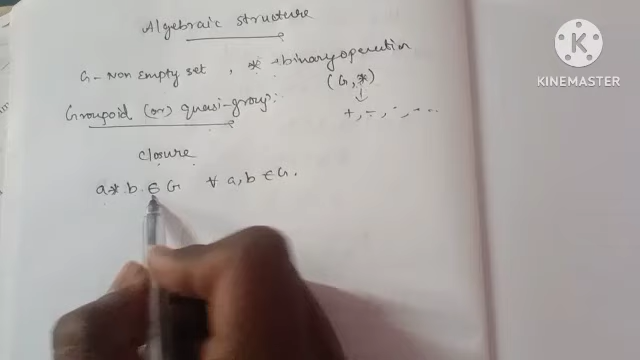 Algebraic structure
G - Non Empty set , * → binary operation
(G, *)
↓
+, -, ·, ....
Groupoid (or) quasi-group:
closure
a * b ∈ G ∀ a, b ∈ G.
K
KINEMASTER